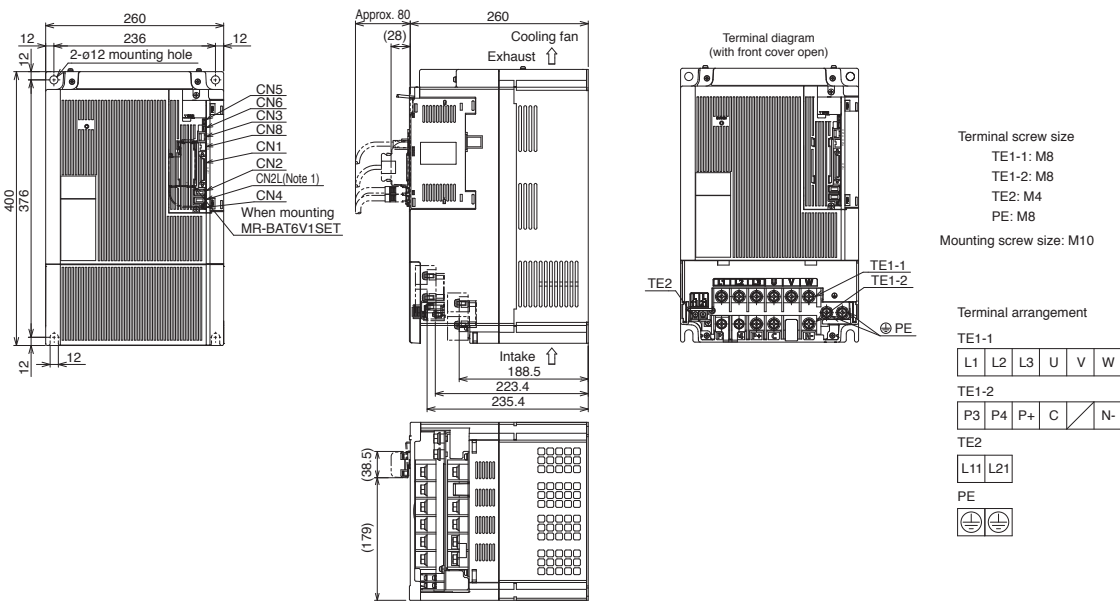 260
12
236
12
12
2-ø12 mounting hole
400
376
CN5
CN6
CN3
CN8
CN1
CN2
CN2L(Note 1)
CN4
When mounting
MR-BAT6V1SET
12
12
Approx. 80
260
(28)
Cooling fan
Exhaust
Intake
188.5
223.4
235.4
(38.5)
(179)
Terminal diagram
(with front cover open)
L1 L2 L3 U V W
TE1-1
TE1-2
TE2
PE
Terminal screw size
TE1-1: M8
TE1-2: M8
TE2: M4
PE: M8
Mounting screw size: M10
Terminal arrangement
TE1-1
L1 L2 L3 U V W
TE1-2
P3 P4 P+ C N-
TE2
L11 L21
PE